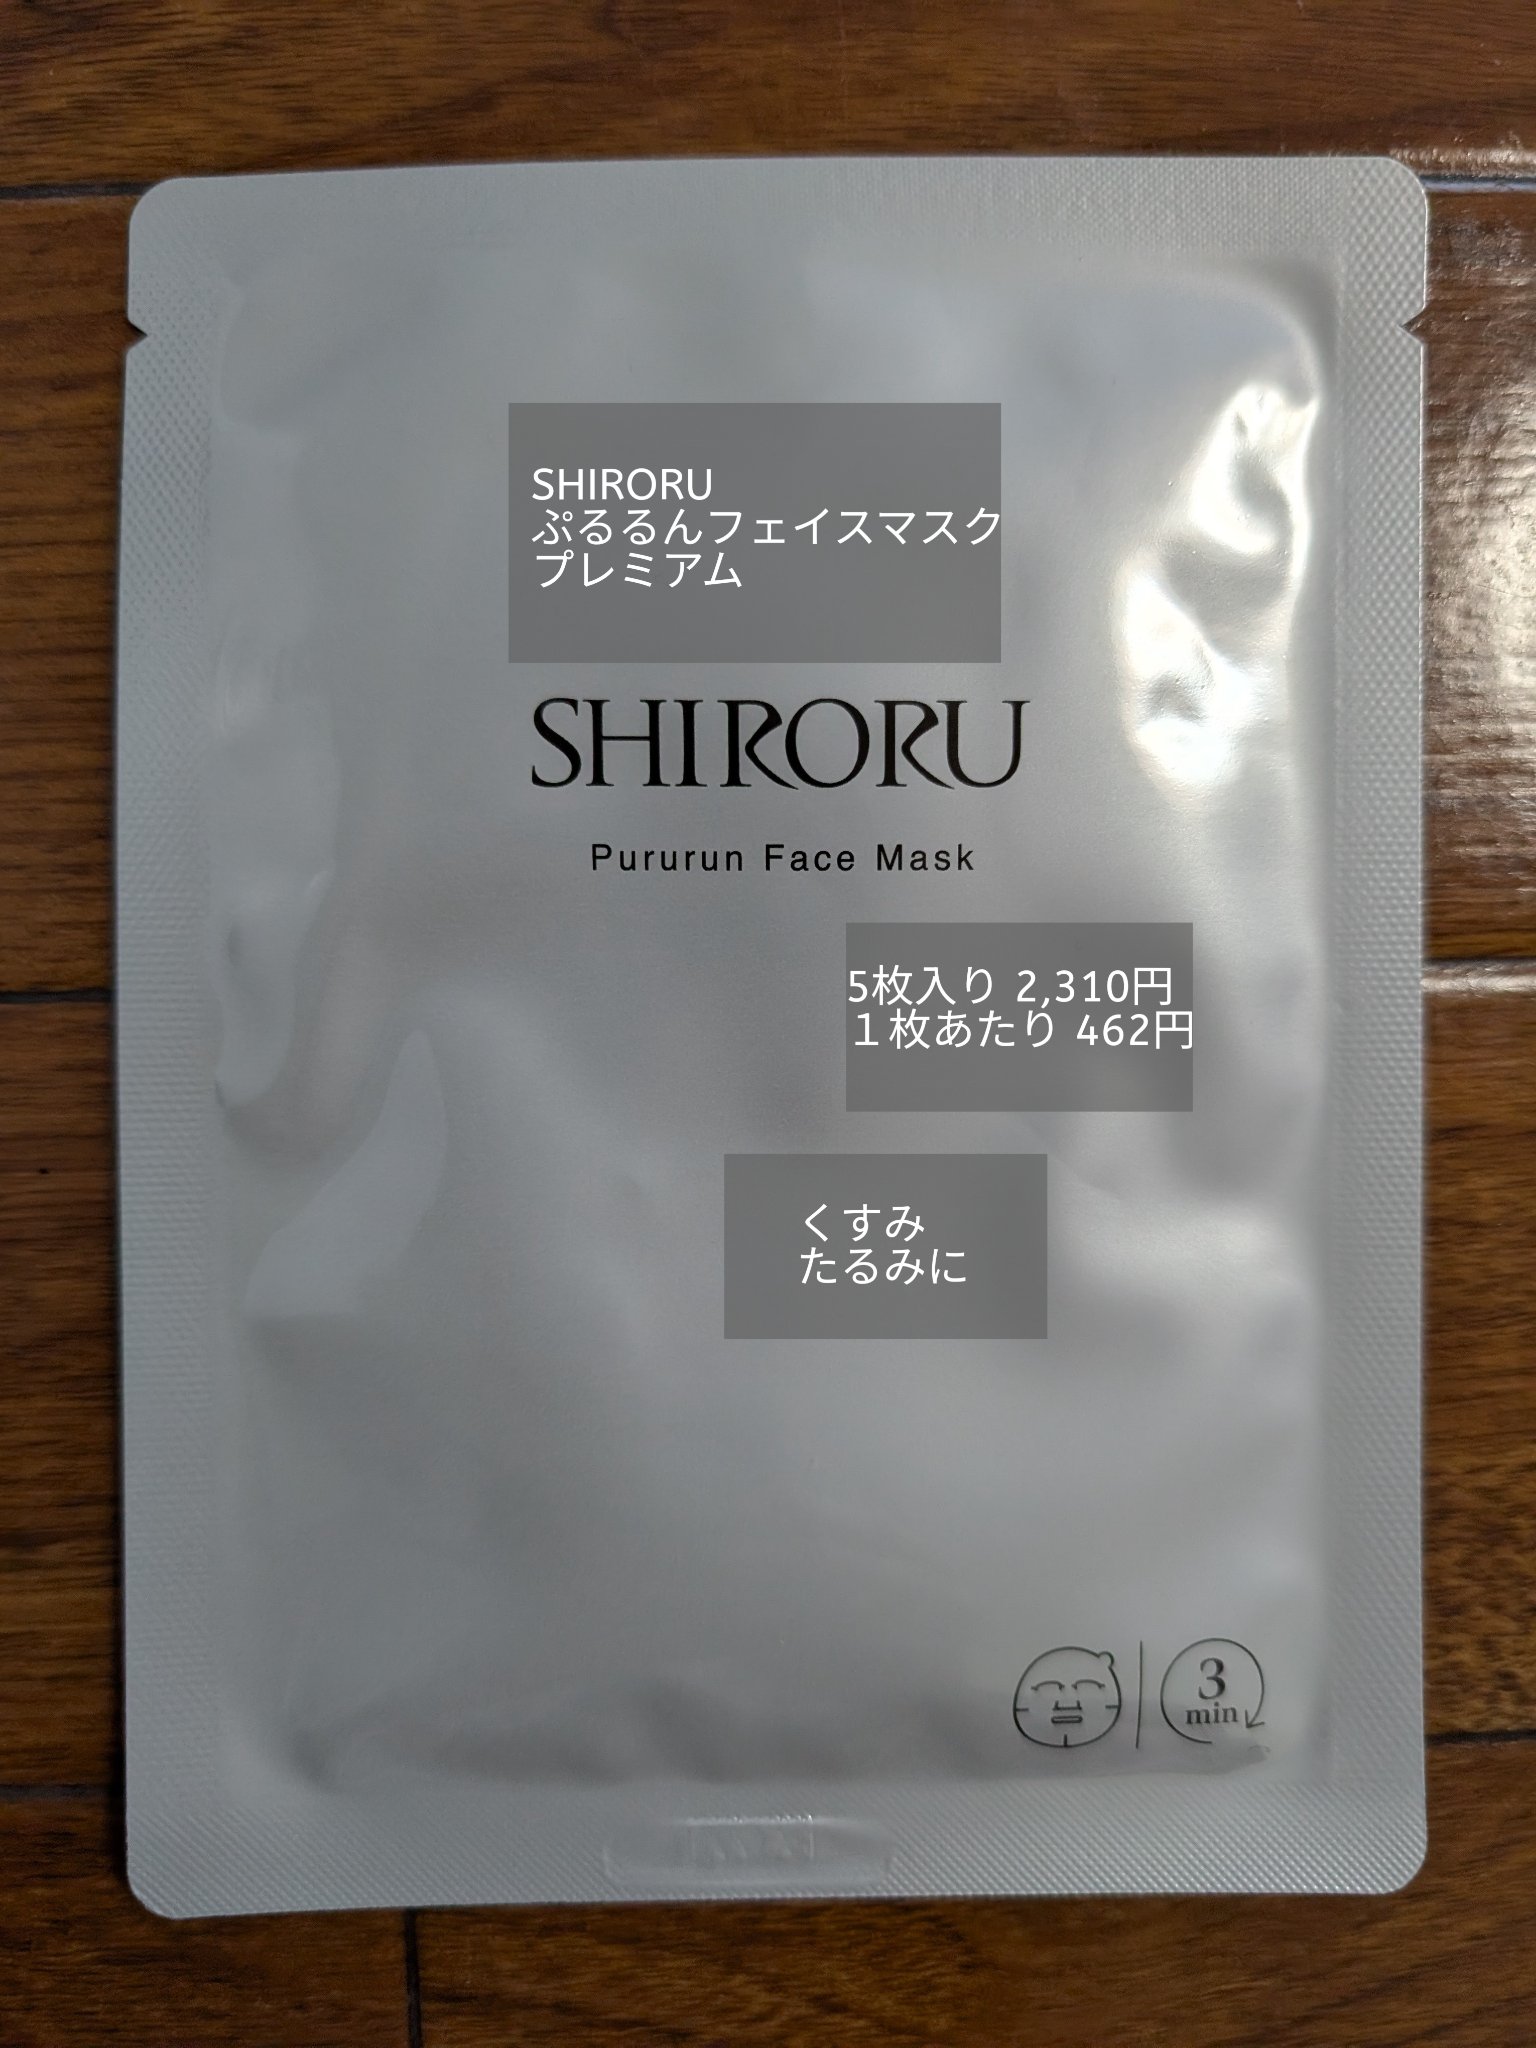 SHIRORU
ぷるるんフェイスマスク
プレミアム
SHIRORU
Pururun Face Mask
5枚入り 2,310円
１枚あたり 462円
くすみ
たるみに
3
min